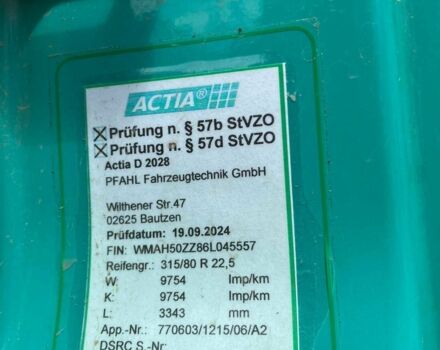 ACTIA®
Prüfung n. § 57b StVZO
Prüfung n. § 57d StVZO
Actia D 2028
PFAHL Fahrzeugtechnik GmbH
Wilthener Str.47
02625 Bautzen
Prüfdatum: 19.09.2024
FIN: WMAH50ZZ86L045557
Reifengr.: 315/80 R 22,5
W: 9754 Imp/km
K: 9754 Imp/km
L: 3343 mm
App.-Nr.: 770603/1215/06/A2
DSRC S.-Nr.: